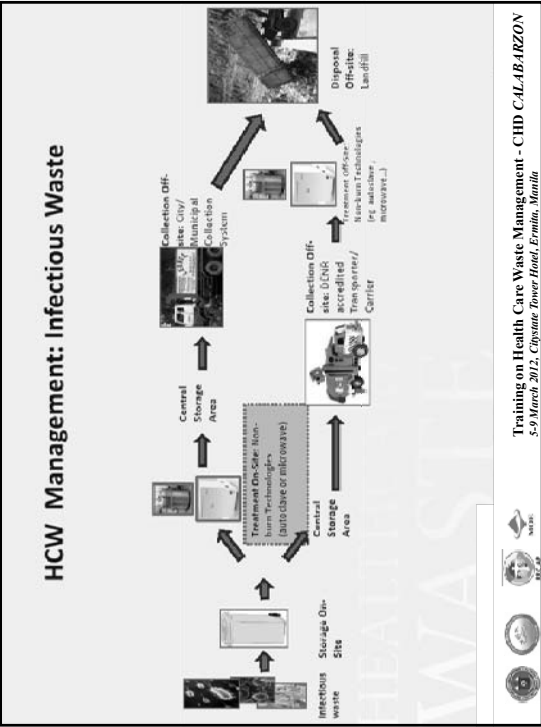 HCW Management: Infectious Waste
Infectious
waste
Storage On-
Site
Treatment On-Site: Non-
burn Technologies
(autoclave or microwave)
Central
Storage
Area
Collection Off-
site: City/
Municipal
Collection
System
Central
Storage
Area
Collection Off-
site: DENR
accredited
Transporter/
Carrier
Treatment Off-Site:
Non-burn Technologies
(eg autoclave,
microwave...)
Disposal
Off-site:
Landfill
HEALTH
WASTE
Training on Health Care Waste Management - CHD CALABARZON
5-9 March 2012, Citystate Tower Hotel, Ermita, Manila